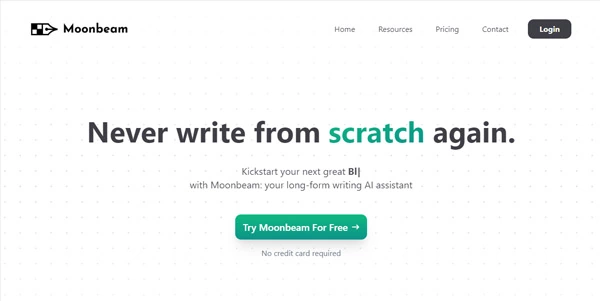 Moonbeam
Home Resources Pricing Contact Login
Never write from scratch again.
Kickstart your next great Bl|
with Moonbeam: your long-form writing AI assistant
Try Moonbeam For Free →
No credit card required